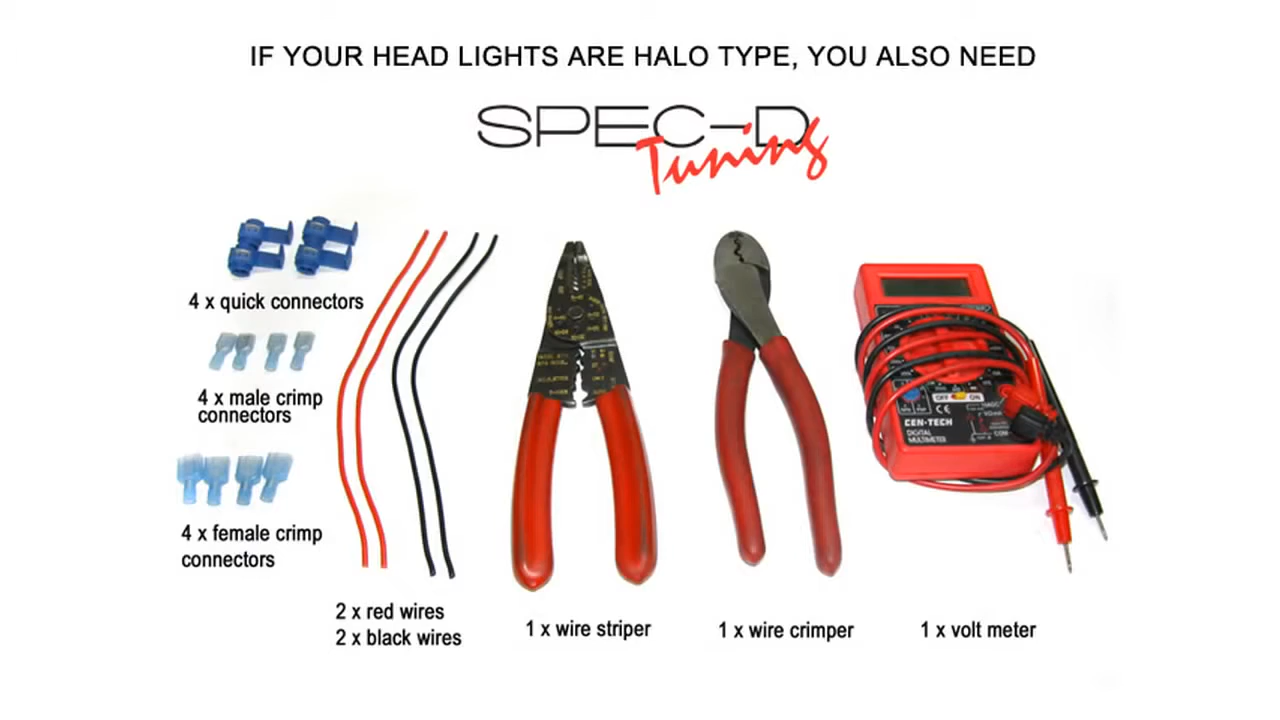 IF YOUR HEAD LIGHTS ARE HALO TYPE, YOU ALSO NEED
SPEC-D
Tuning
4 x quick connectors
4 x male crimp
connectors
4 x female crimp
connectors
2 x red wires
2 x black wires
1 x wire striper
1 x wire crimper
1 x volt meter
OFF ON
CE
CEN-TECH
DIGITAL
MULTIMETER
COM